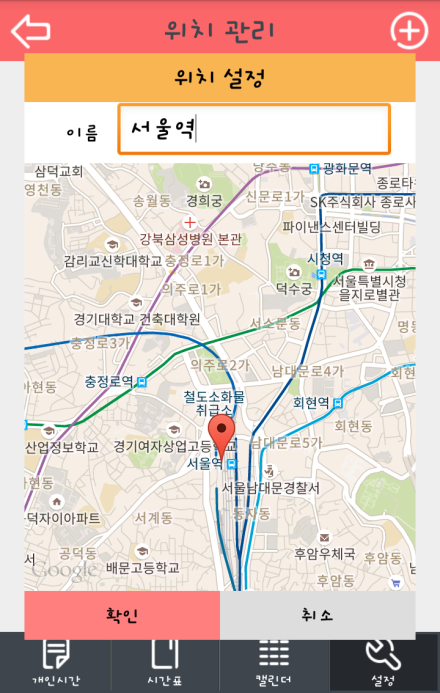 위치 관리
위치 설정
이름 서울역
삼덕교회
영천동
송월동
경희궁
광화문역
신문로1가
종로타
SK주식회사 종로사
강북삼성병원 본관
파이낸스센터빌딩
감리교신학대학교
충정로1가
시청역
의주로1가
덕수궁
서울특별시청
을지로별관
경기대학교 건축대학원
서소문동
명동
충정로3가
의주로2가
남대문로4가
회현
아현동
충정로역
철도소화물
취급소
회현역
회현동
산업정보학교
경기여자상업고등학교
남대문로5가
서울역
아현동
서울남대문경찰서
덕자이아파트
서계동
동자동
서
공덕동
배문고등학교
후암우체국
후암동
후암동
Google
확인
취소
개인시간
시간표
캘린더
설정